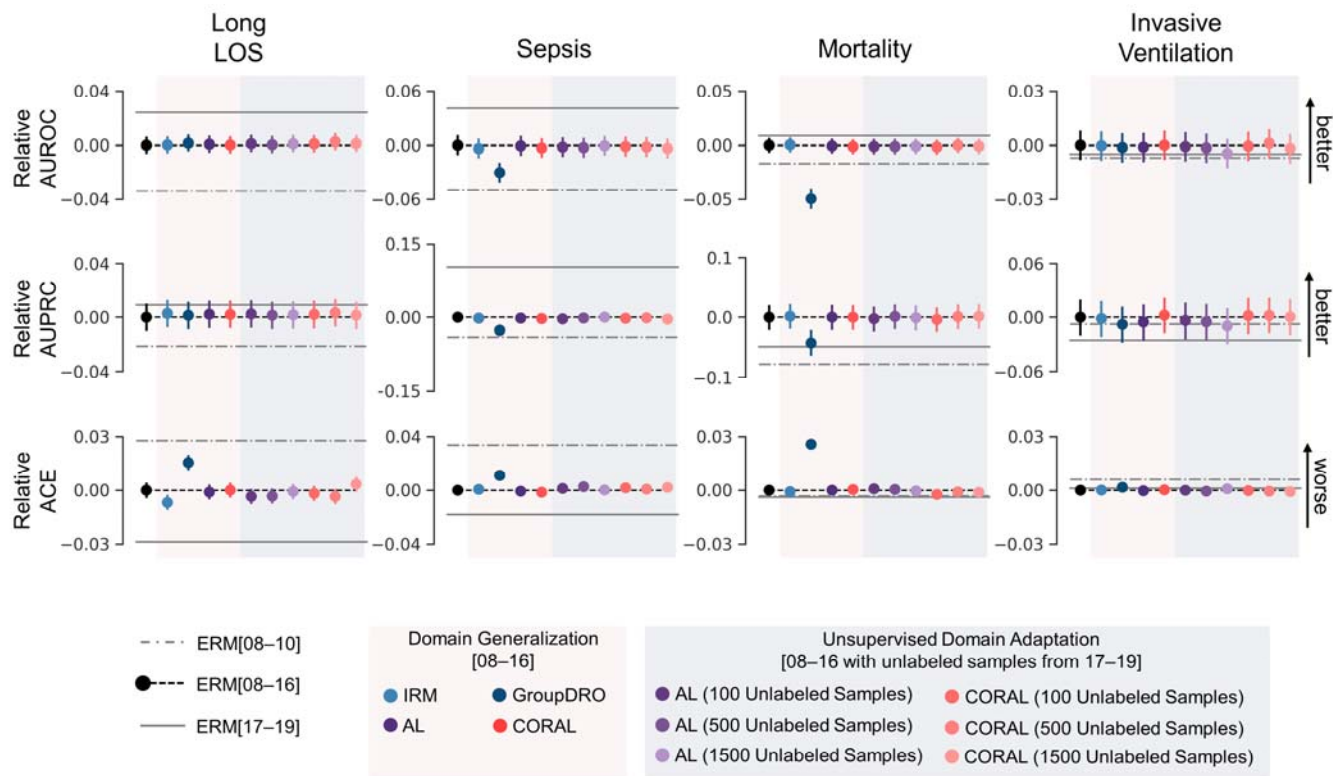 Long
LOS
Sepsis
Mortality
Invasive
Ventilation
Relative
AUROC
0.04
0.00
−0.04
0.06
0.00
−0.06
0.05
0.00
−0.05
0.03
0.00
−0.03
better
Relative
AUPRC
0.04
0.00
−0.04
0.15
0.00
-0.15
0.1
0.0
−0.1
0.06
0.00
−0.06
better
Relative
ACE
0.03
0.00
−0.03
0.04
0.00
−0.04
0.03
0.00
−0.03
0.03
0.00
−0.03
worse
ERM[08–10]
ERM[08–16]
ERM[17–19]
Domain Generalization
[08–16]
IRM
GroupDRO
AL
CORAL
Unsupervised Domain Adaptation
[08–16 with unlabeled samples from 17–19]
AL (100 Unlabeled Samples)
CORAL (100 Unlabeled Samples)
AL (500 Unlabeled Samples)
CORAL (500 Unlabeled Samples)
AL (1500 Unlabeled Samples)
CORAL (1500 Unlabeled Samples)